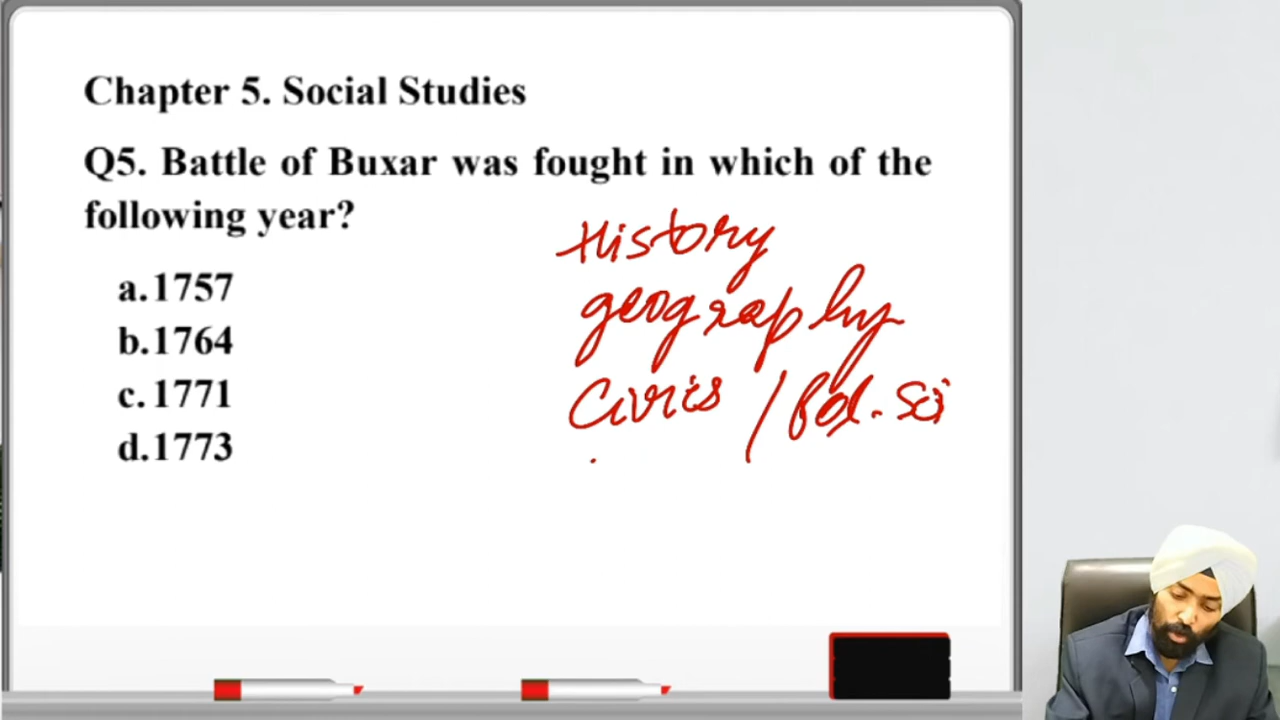 Chapter 5. Social Studies
Q5. Battle of Buxar was fought in which of the
following year?
a.1757
b.1764
c.1771
d.1773
History
geography
Civics / Pol. Sci